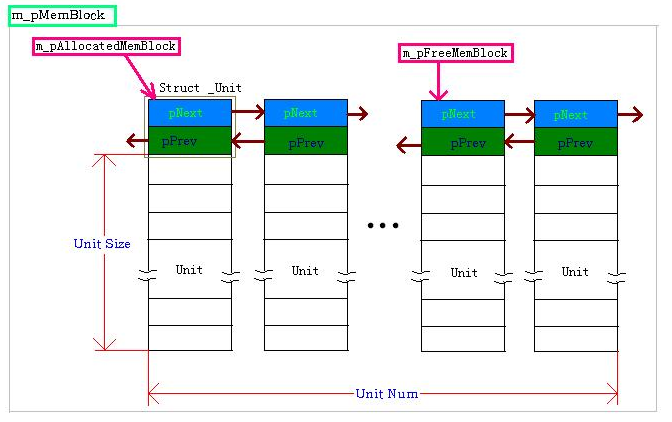 m_pMemBlock
m_pAllocatedMemBlock
m_pFreeMemBlock
Struct _Unit
pNext
pNext
pNext
pNext
pPrev
pPrev
pPrev
pPrev
...
Unit Size
Unit
Unit
Unit
Unit
Unit Num